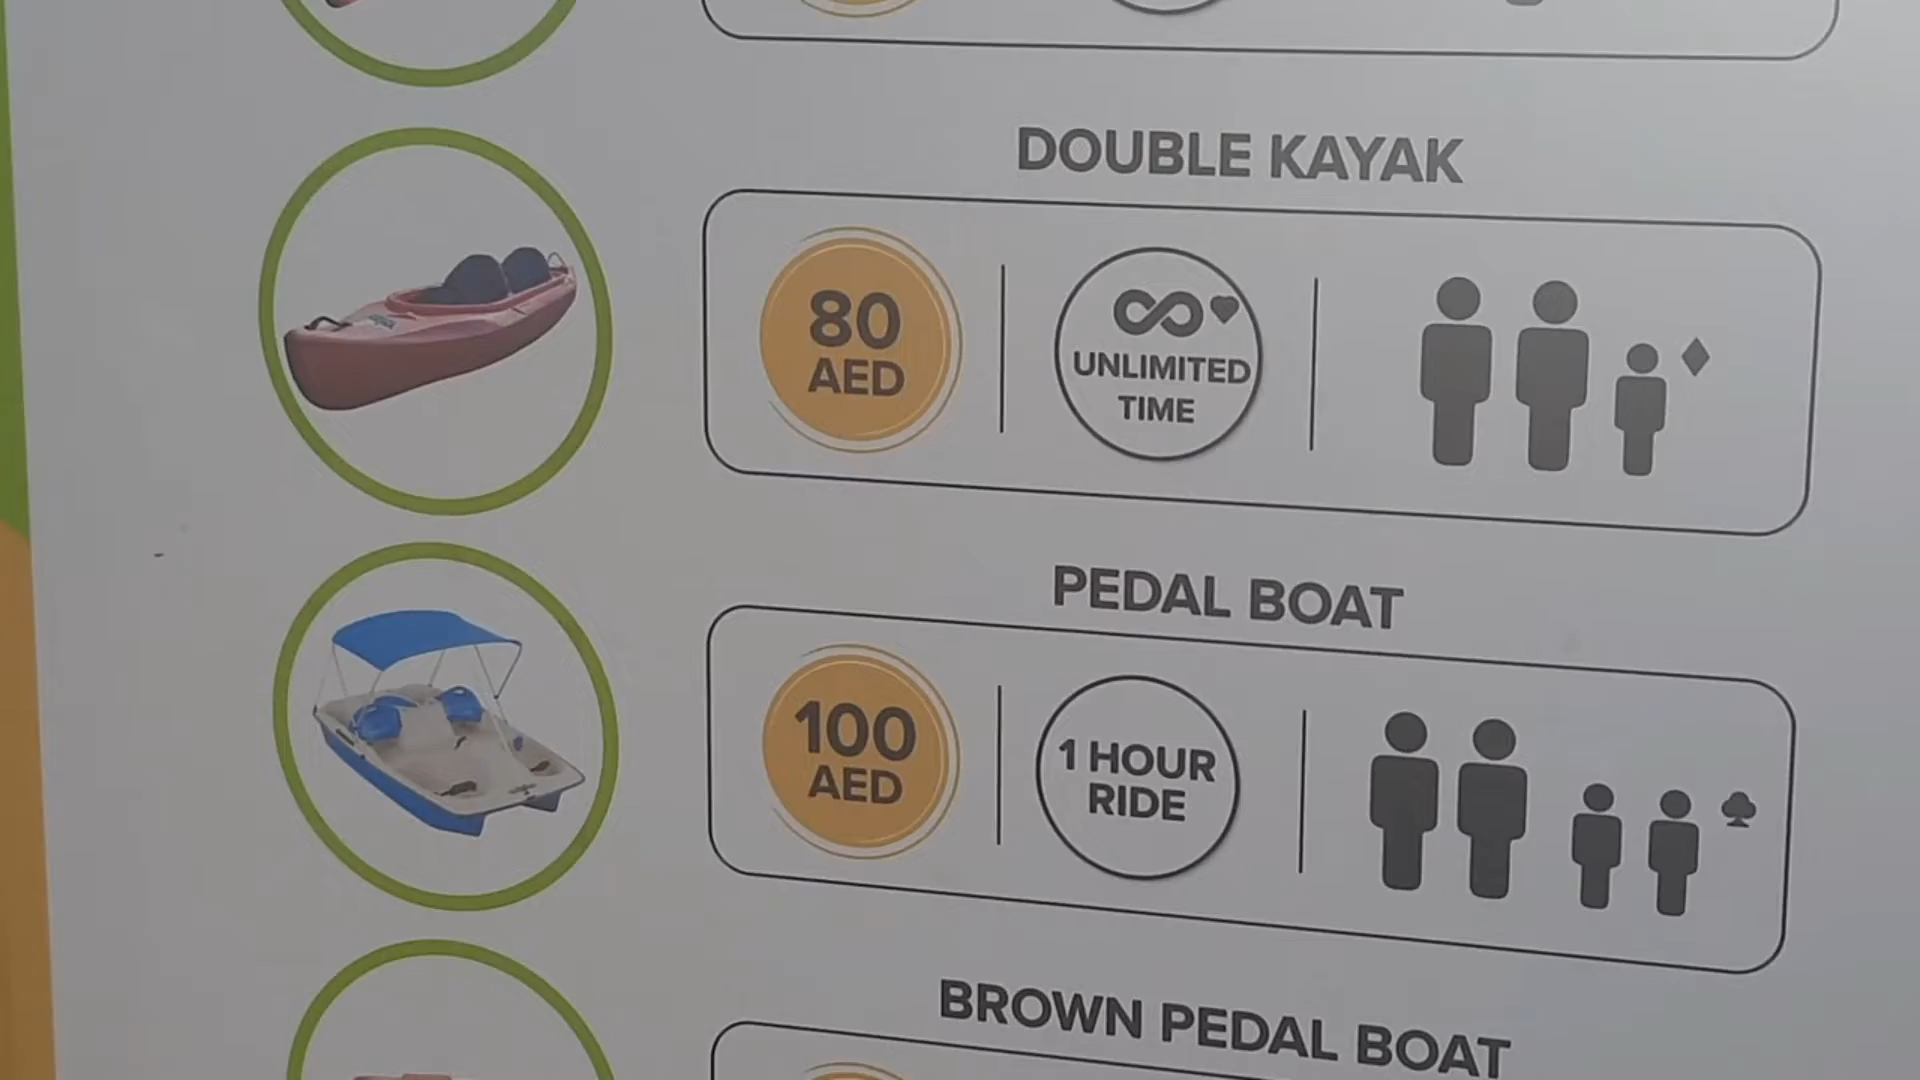 DOUBLE KAYAK
80
AED
UNLIMITED
TIME
PEDAL BOAT
100
AED
1 HOUR
RIDE
BROWN PEDAL BOAT